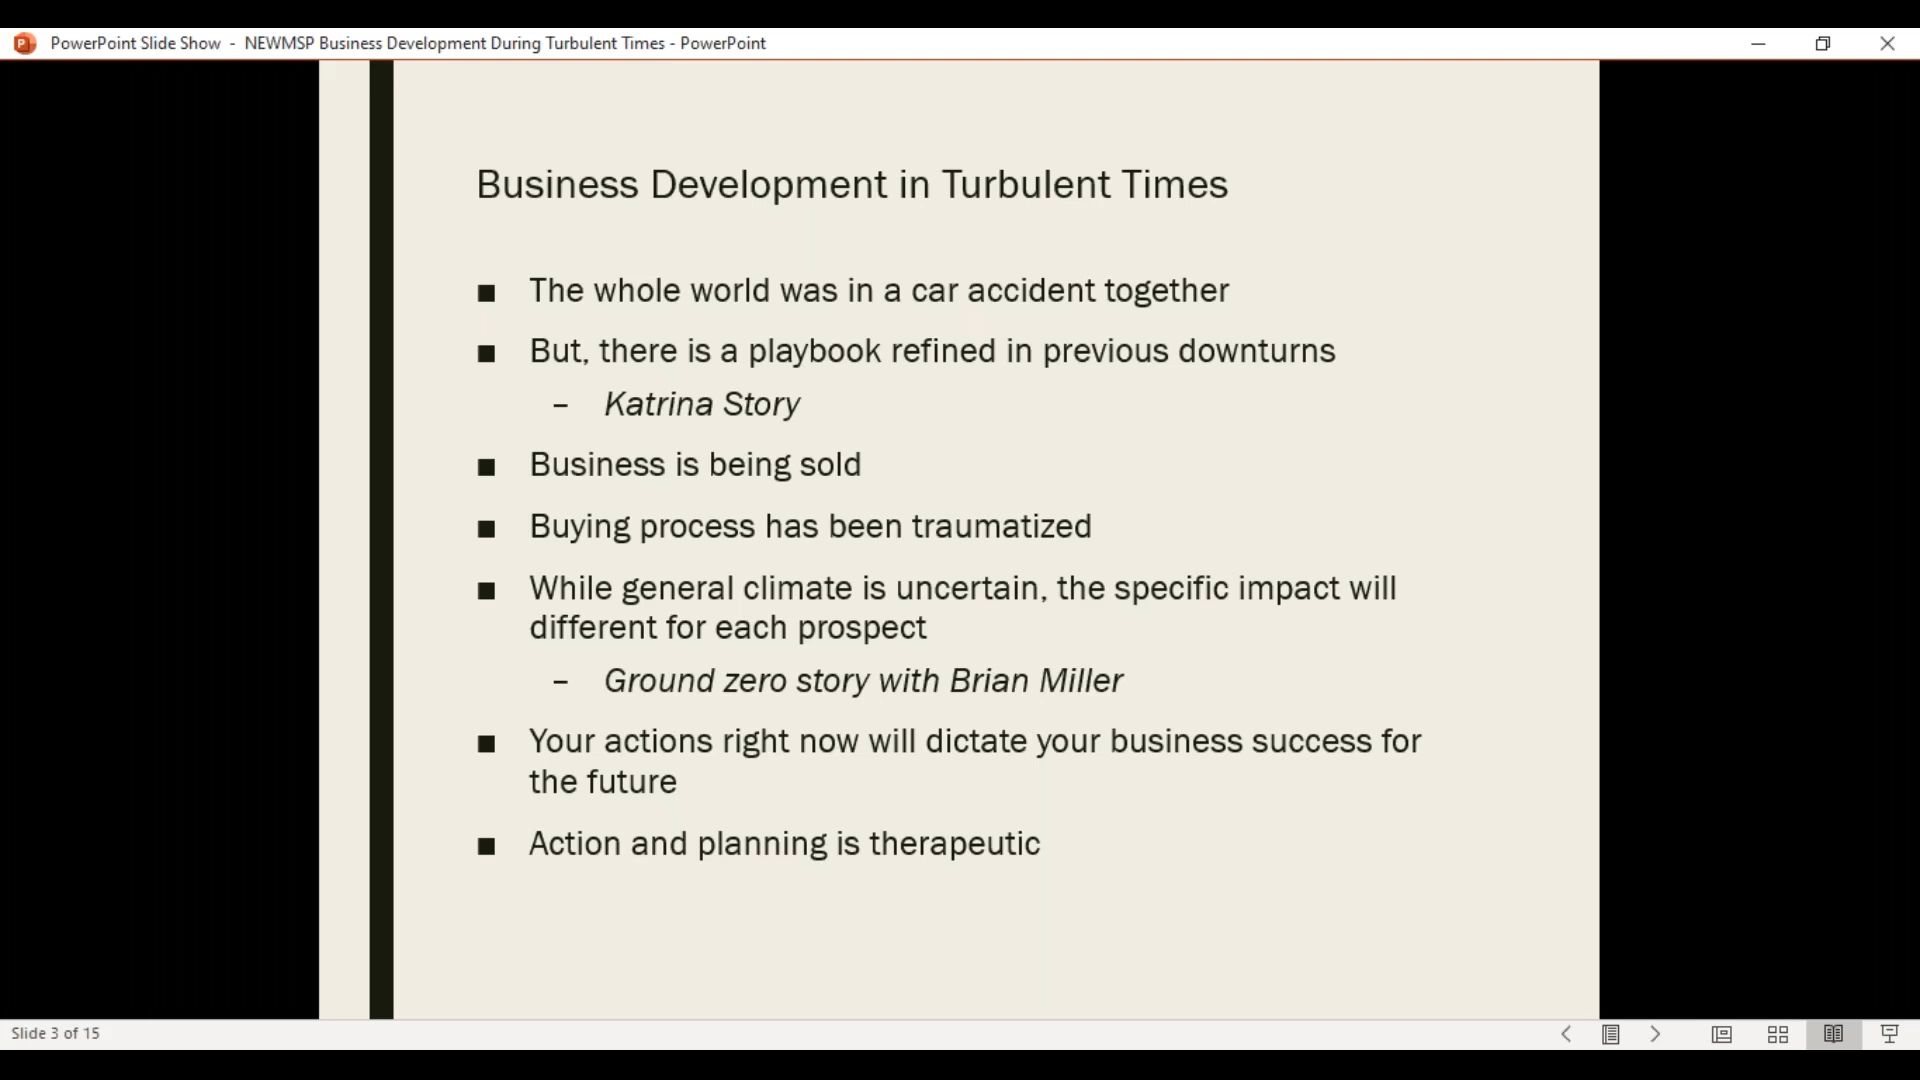 PowerPoint Slide Show - NEWMSP Business Development During Turbulent Times - PowerPoint
Business Development in Turbulent Times
■ The whole world was in a car accident together
■ But, there is a playbook refined in previous downturns
– Katrina Story
■ Business is being sold
■ Buying process has been traumatized
■ While general climate is uncertain, the specific impact will
different for each prospect
– Ground zero story with Brian Miller
■ Your actions right now will dictate your business success for
the future
■ Action and planning is therapeutic
Slide 3 of 15